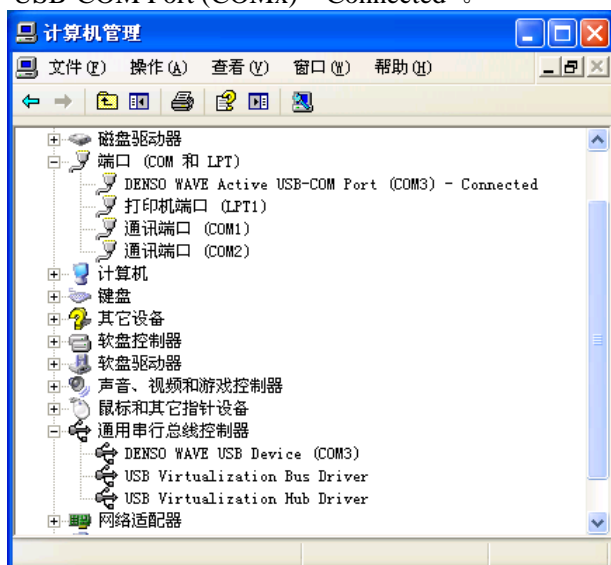 USB-COM Port (COMx) – Connected”。
计算机管理
文件(F) 操作(A) 查看(V) 窗口(W) 帮助(H)
磁盘驱动器
端口 (COM 和 LPT)
DENSO WAVE Active USB-COM Port (COM3) - Connected
打印机端口 (LPT1)
通讯端口 (COM1)
通讯端口 (COM2)
计算机
键盘
其它设备
软盘控制器
软盘驱动器
声音、视频和游戏控制器
鼠标和其它指针设备
通用串行总线控制器
DENSO WAVE USB Device (COM3)
USB Virtualization Bus Driver
USB Virtualization Hub Driver
网络适配器